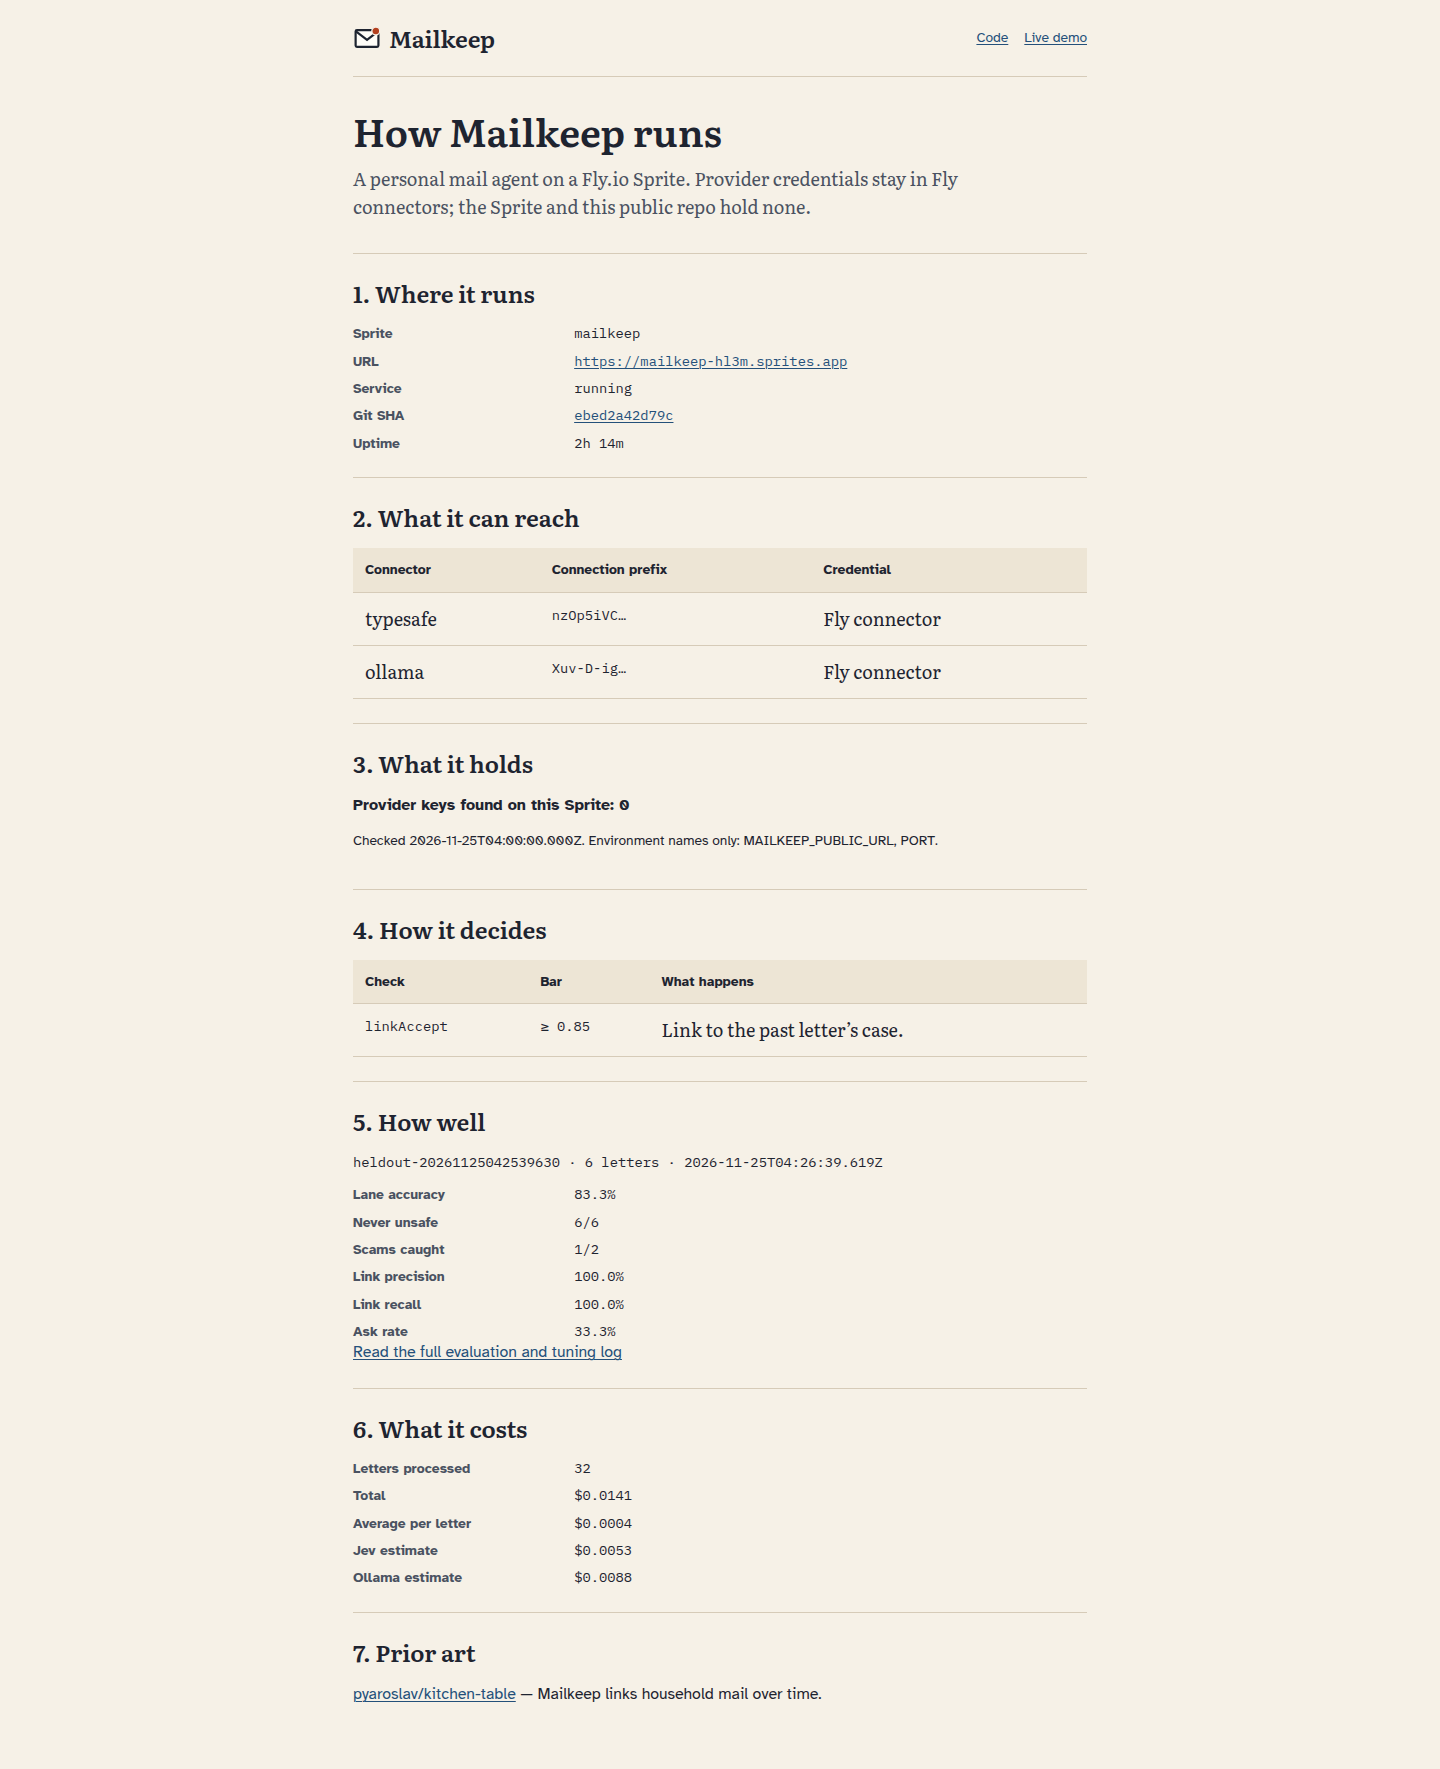 Mailkeep
Code Live demo
How Mailkeep runs
A personal mail agent on a Fly.io Sprite. Provider credentials stay in Fly
connectors; the Sprite and this public repo hold none.
1. Where it runs
Sprite mailkeep
URL https://mailkeep-hl3m.sprites.app
Service running
Git SHA ebed2a42d79c
Uptime 2h 14m
2. What it can reach
Connector Connection prefix Credential
typesafe nzOp5iVC… Fly connector
ollama Xuv-D-ig… Fly connector
3. What it holds
Provider keys found on this Sprite: 0
Checked 2026-11-25T04:00:00.000Z. Environment names only: MAILKEEP_PUBLIC_URL, PORT.
4. How it decides
Check Bar What happens
linkAccept ≥ 0.85 Link to the past letter’s case.
5. How well
heldout-20261125042539630 · 6 letters · 2026-11-25T04:26:39.619Z
Lane accuracy 83.3%
Never unsafe 6/6
Scams caught 1/2
Link precision 100.0%
Link recall 100.0%
Ask rate 33.3%
Read the full evaluation and tuning log
6. What it costs
Letters processed 32
Total $0.0141
Average per letter $0.0004
Jev estimate $0.0053
Ollama estimate $0.0088
7. Prior art
pyaroslav/kitchen-table — Mailkeep links household mail over time.